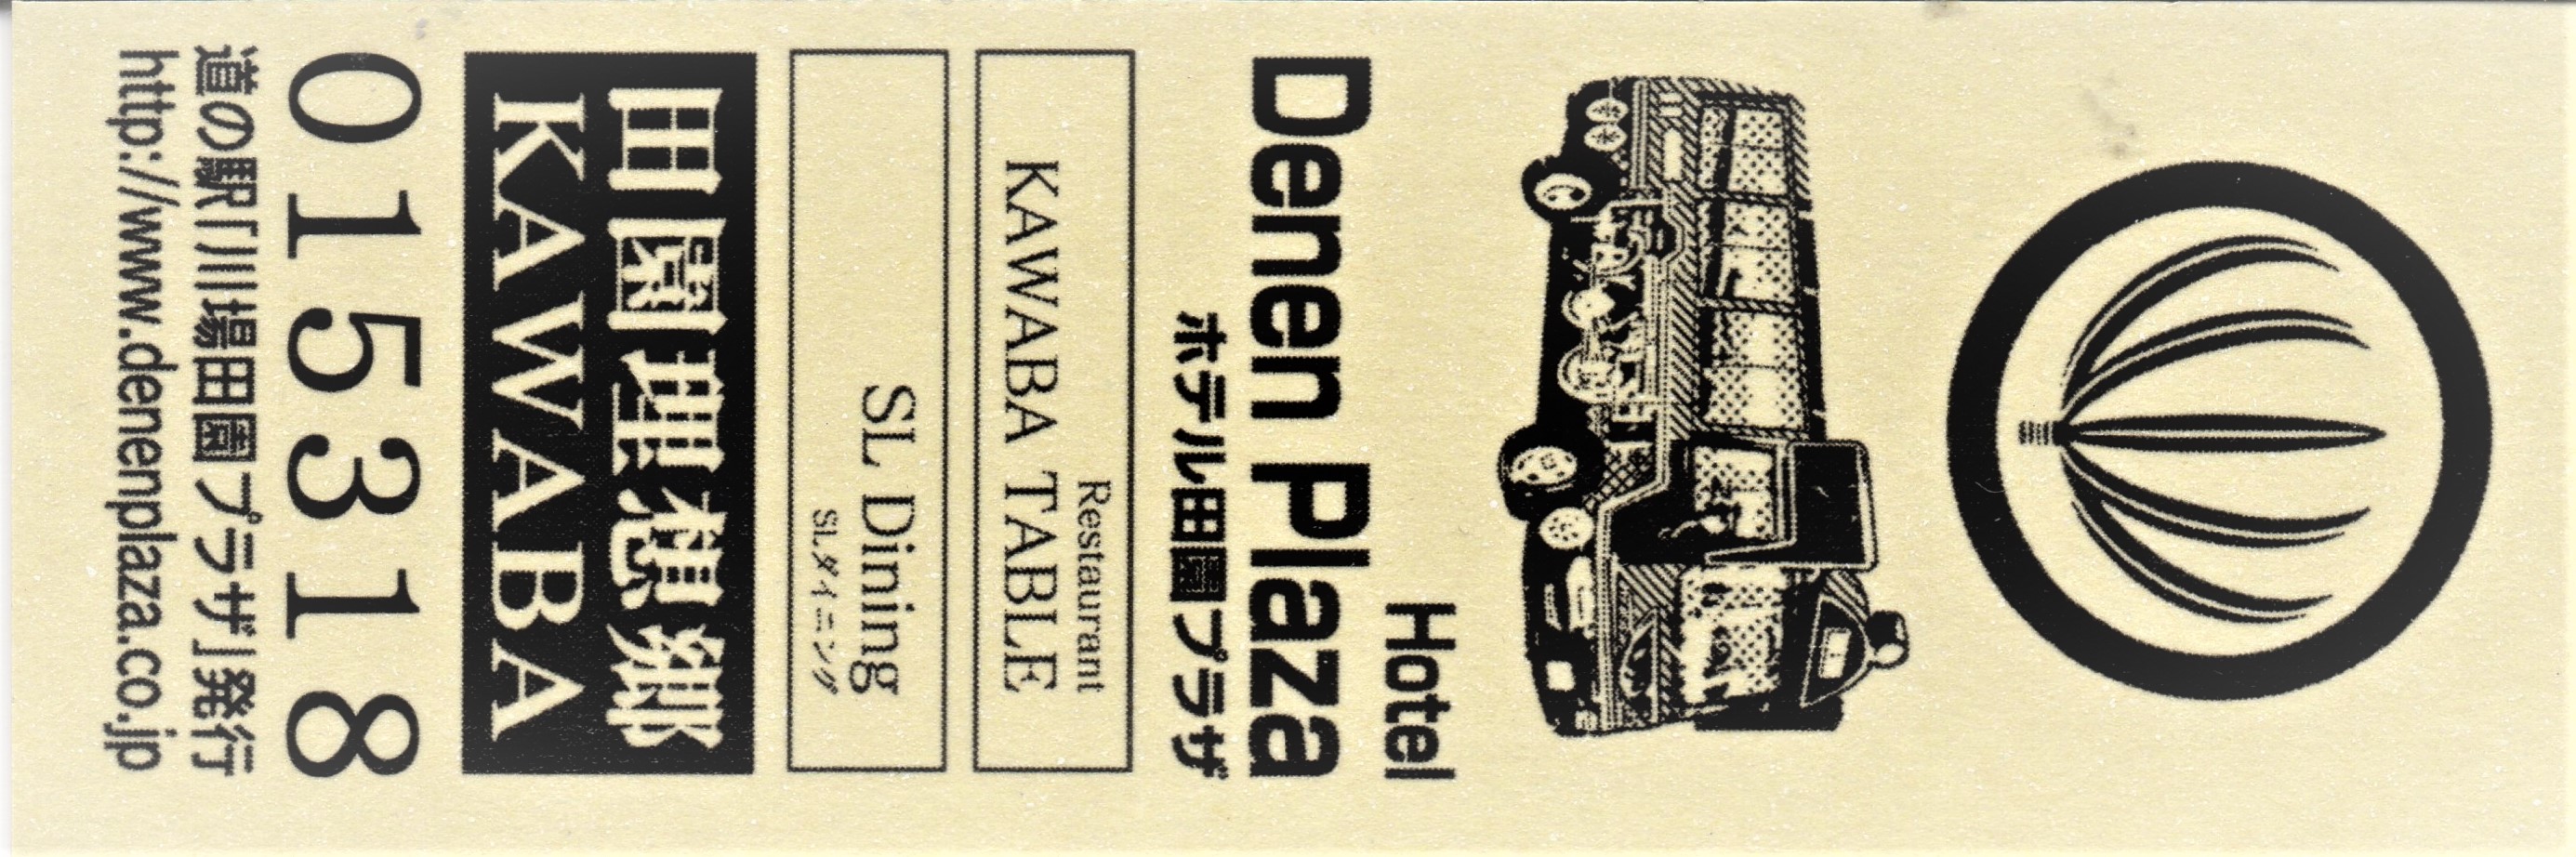 Hotel
Denen Plaza
ホテル田園プラザ
Restaurant
KAWABA TABLE
SL Dining
SLダイニング
田園理想郷
KAWABA
015318
道の駅「川場田園プラザ」発行
http://www.denenplaza.co.jp